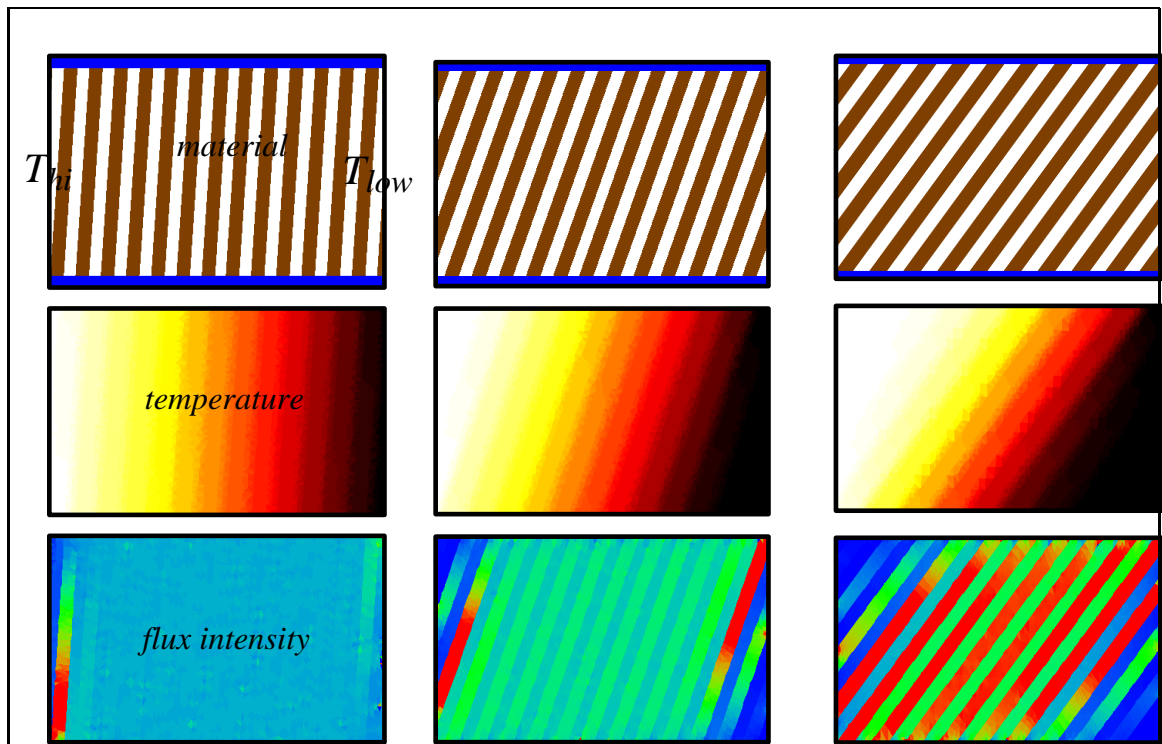 material
T_hi
T_low
temperature
flux intensity